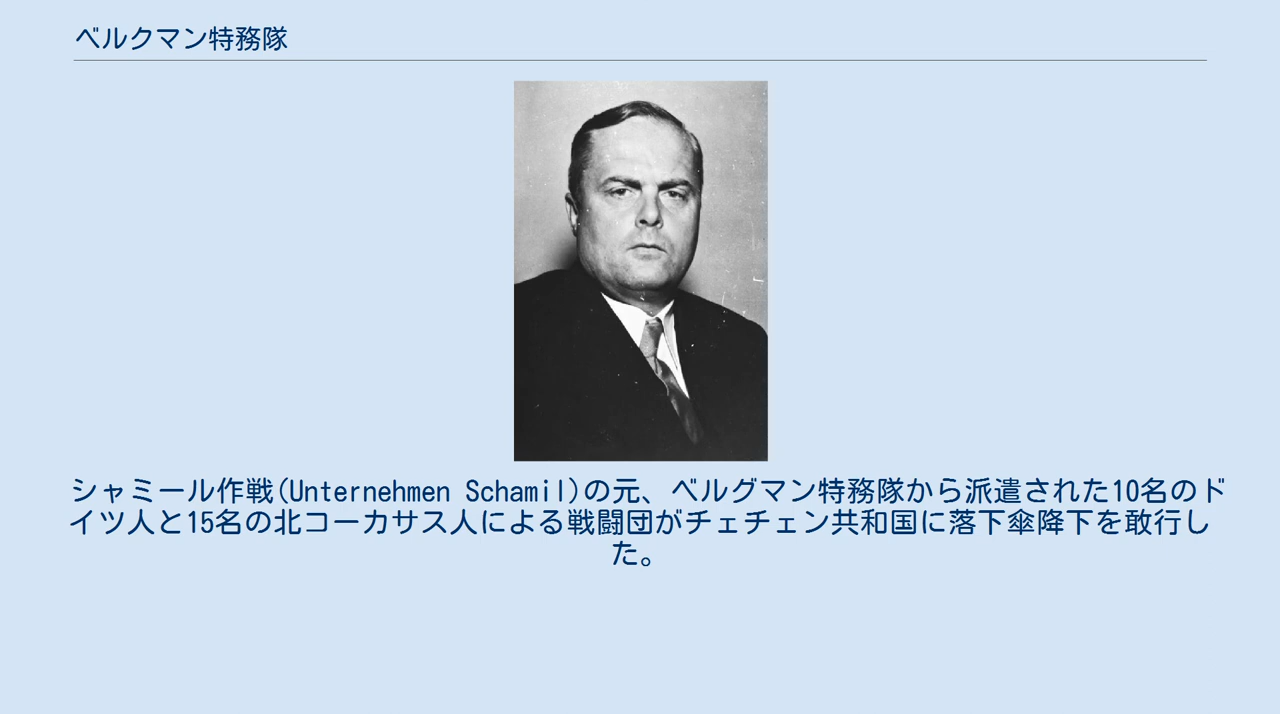 ベルクマン特務隊
シャミール作戦(Unternehmen Schamil)の元、ベルグマン特務隊から派遣された10名のド
イツ人と15名の北コーカサス人による戦闘団がチェチェン共和国に落下傘降下を敢行し
た。